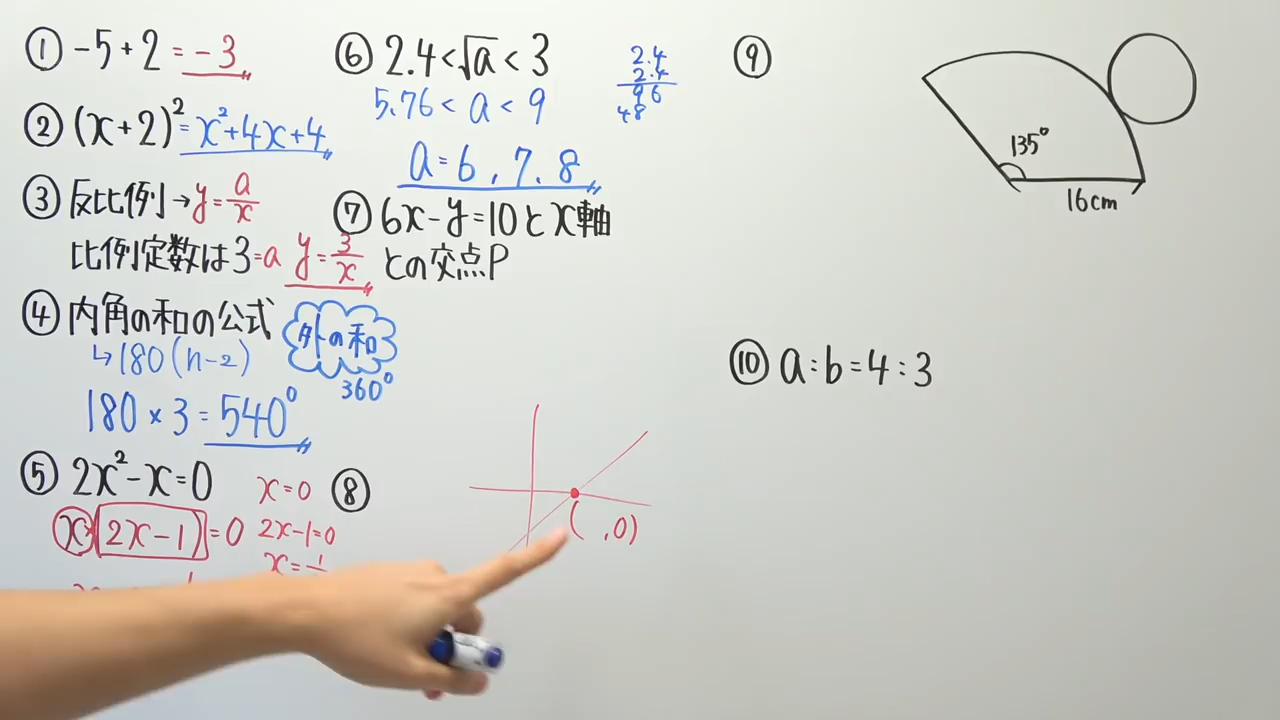 ① -5+2=-3
② (x+2)²=x²+4x+4
③ 反比例→y=a/x
比例定数は3=a y=3/x
④ 内角の和の公式
↳180(n-2)
外の和
360°
180×3=540°
⑤ 2x²-x=0
x(2x-1)=0
x=0
2x-1=0
⑥ 2.4<√a<3
5.76<a<9
a=6,7,8
2.4
2.4
96
48
⑦ 6x-y=10とx軸
との交点P
⑧
( ,0)
⑨
135°
16cm
⑩ a:b=4:3